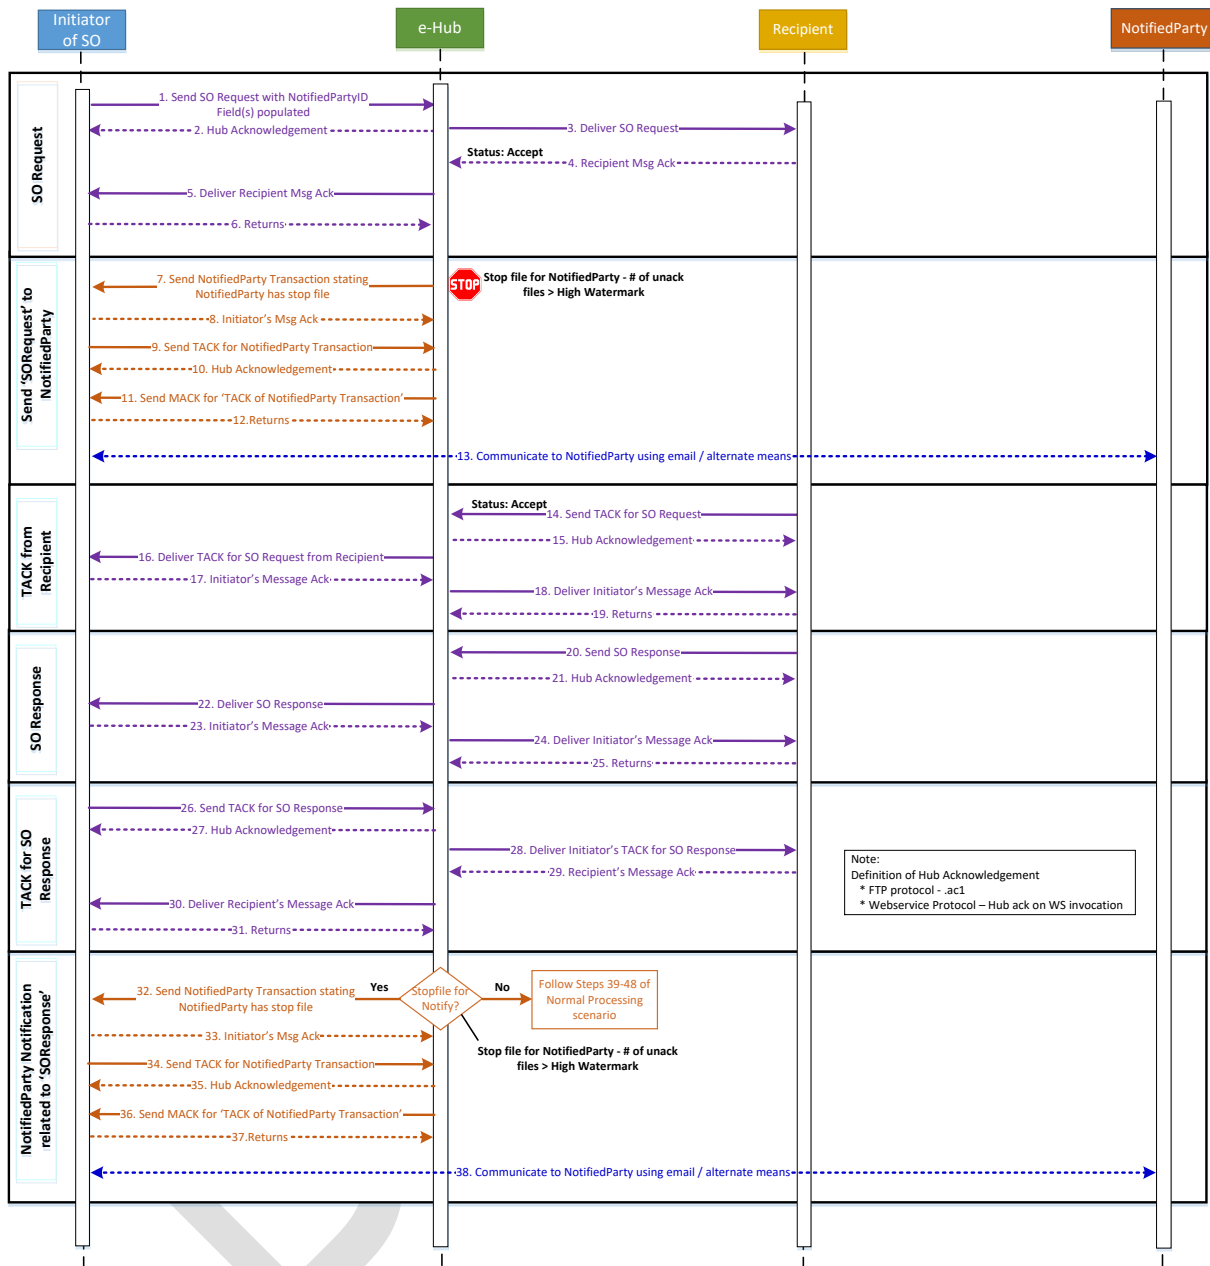 Initiator
of SO
e-Hub
Recipient
NotifiedParty
SO Request
1. Send SO Request with NotifiedPartyID
Field(s) populated
2. Hub Acknowledgement
3. Deliver SO Request
Status: Accept
4. Recipient Msg Ack
5. Deliver Recipient Msg Ack
6. Returns
Send ‘SORequest’ to
NotifiedParty
7. Send NotifiedParty Transaction stating
NotifiedParty has stop file
STOP
Stop file for NotifiedParty - # of unack
files > High Watermark
8. Initiator’s Msg Ack
9. Send TACK for NotifiedParty Transaction
10. Hub Acknowledgement
11. Send MACK for ‘TACK of NotifiedParty Transaction’
12.Returns
13. Communicate to NotifiedParty using email / alternate means
TACK from
Recipient
Status: Accept
14. Send TACK for SO Request
15. Hub Acknowledgement
16. Deliver TACK for SO Request from Recipient
17. Initiator’s Message Ack
18. Deliver Initiator’s Message Ack
19. Returns
SO Response
20. Send SO Response
21. Hub Acknowledgement
22. Deliver SO Response
23. Initiator’s Message Ack
24. Deliver Initiator’s Message Ack
25. Returns
TACK for SO
Response
26. Send TACK for SO Response
27. Hub Acknowledgement
28. Deliver Initiator’s TACK for SO Response
29. Recipient’s Message Ack
30. Deliver Recipient’s Message Ack
31. Returns
Note:
Definition of Hub Acknowledgement
* FTP protocol - .ac1
* Webservice Protocol – Hub ack on WS invocation
NotifiedParty Notification
related to ‘SOResponse’
32. Send NotifiedParty Transaction stating
NotifiedParty has stop file
Yes
Stopfile for
Notify?
No
Follow Steps 39-48 of
Normal Processing
scenario
33. Initiator’s Msg Ack
Stop file for NotifiedParty - # of unack
files > High Watermark
34. Send TACK for NotifiedParty Transaction
35. Hub Acknowledgement
36. Send MACK for ‘TACK of NotifiedParty Transaction’
37.Returns
38. Communicate to NotifiedParty using email / alternate means